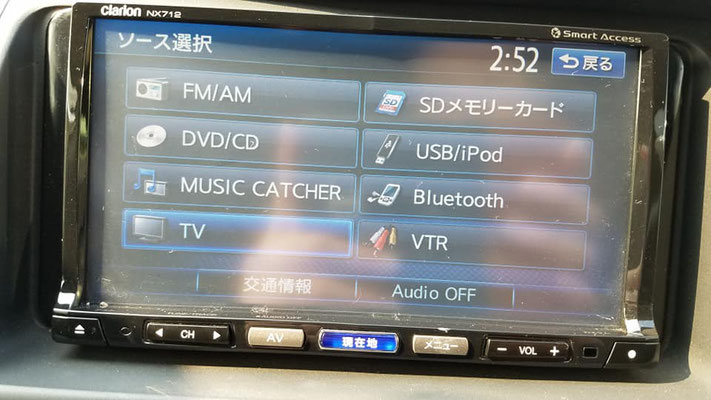 clarion NX712
Smart Access
ソース選択
2:52
戻る
FM/AM
SDメモリーカード
DVD/CD
USB/iPod
MUSIC CATCHER
Bluetooth
TV
VTR
交通情報
Audio OFF
CH
AV
現在地
メニュー
− VOL +